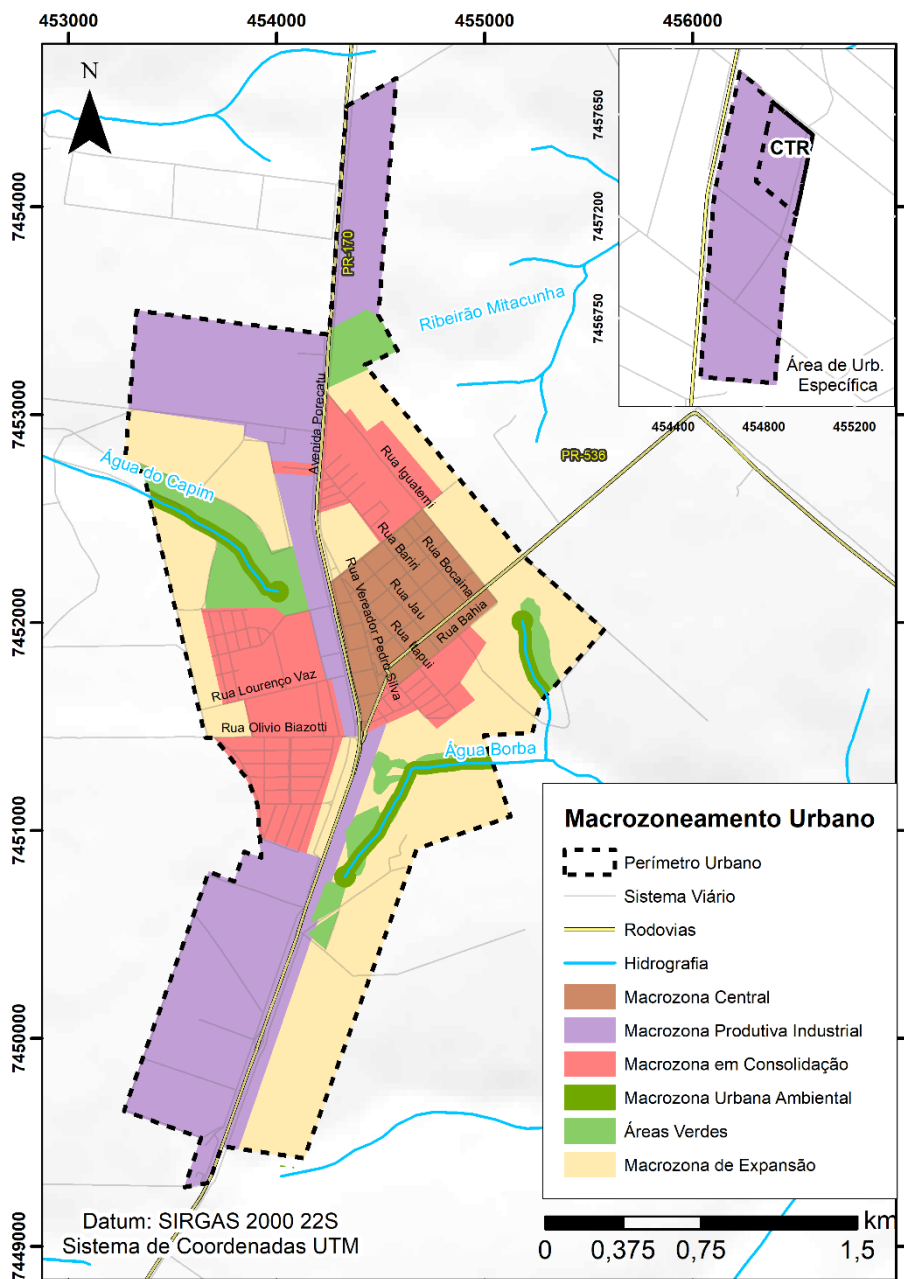 453000
454000
455000
456000
N
7454000
7453000
7452000
7451000
7450000
7449000
PR-170
Ribeirão Mitacunha
Avenida Porecatu
Água do Capim
Rua Iguatemi
PR-536
Rua Bariri
Rua Bocaina
Rua Jau
Rua Vereador Pedro Silva
Rua Itapui
Rua Bahia
Rua Lourenço Vaz
Rua Olivio Biazotti
Água Borba
CTR
7457650
7457200
7456750
Área de Urb.
Específica
454400
454800
455200
Macrozoneamento Urbano
Perímetro Urbano
Sistema Viário
Rodovias
Hidrografia
Macrozona Central
Macrozona Produtiva Industrial
Macrozona em Consolidação
Macrozona Urbana Ambiental
Áreas Verdes
Macrozona de Expansão
Datum: SIRGAS 2000 22S
Sistema de Coordenadas UTM
km
0
0,375
0,75
1,5